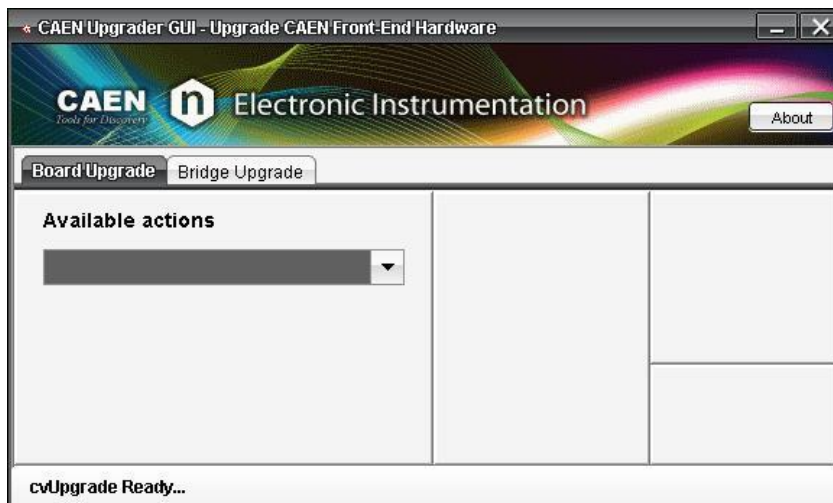 CAEN Upgrader GUI - Upgrade CAEN Front-End Hardware
CAEN
Tools for Discovery
n Electronic Instrumentation
About
Board Upgrade Bridge Upgrade
Available actions
cvUpgrade Ready...